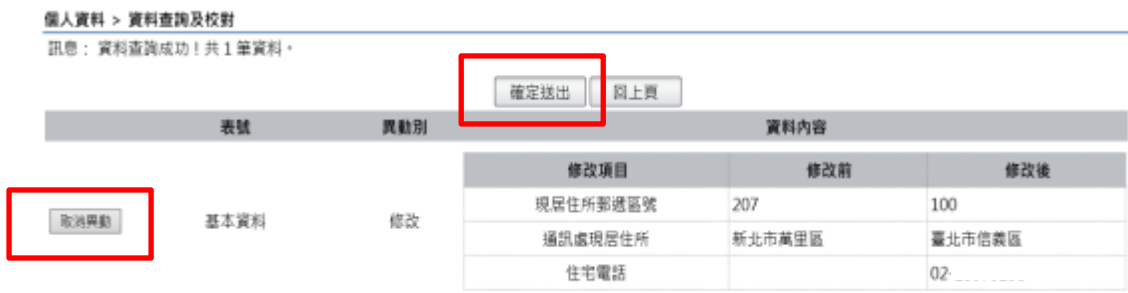 個人資料 > 資料查詢及校對
訊息： 資料查詢成功！共 1 筆資料。
確定送出 回上頁
表號 異動別 資料內容
修改項目 修改前 修改後
現居住所郵遞區號 207 100
取消異動 基本資料 修改
通訊處現居住所 新北市萬里區 臺北市信義區
住宅電話 02-